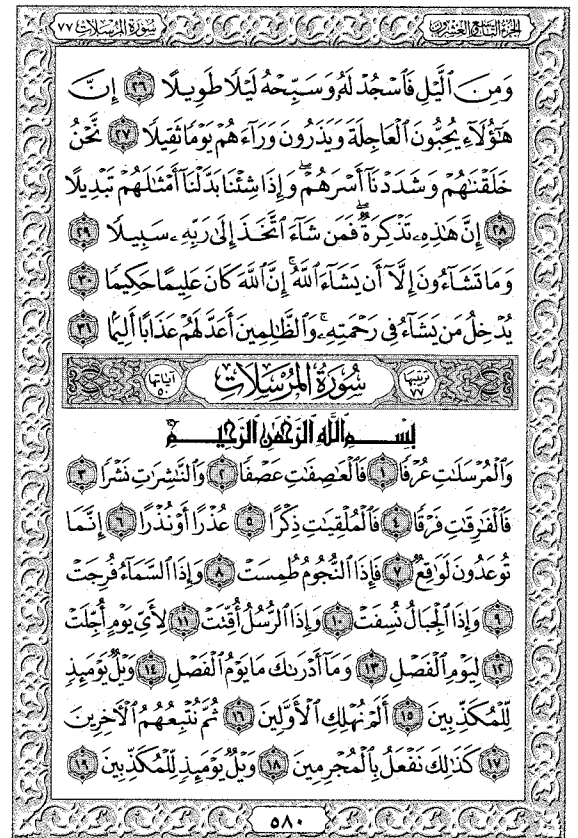 الجزء التاسع والعشرون سورة المرسلات ٧٧
وَمِنَ ٱلَّيْلِ فَٱسْجُدْ لَهُۥ وَسَبِّحْهُ لَيْلًا طَوِيلًا ٢٦ إِنَّ
هَٰٓؤُلَآءِ يُحِبُّونَ ٱلْعَاجِلَةَ وَيَذَرُونَ وَرَآءَهُمْ يَوْمًا ثَقِيلًا ٢٧ نَّحْنُ
خَلَقْنَٰهُمْ وَشَدَدْنَآ أَسْرَهُمْ ۖ وَإِذَا شِئْنَا بَدَّلْنَآ أَمْثَٰلَهُمْ تَبْدِيلًا
٢٨ إِنَّ هَٰذِهِۦ تَذْكِرَةٌ ۖ فَمَن شَآءَ ٱتَّخَذَ إِلَىٰ رَبِّهِۦ سَبِيلًا ٢٩
وَمَا تَشَآءُونَ إِلَّآ أَن يَشَآءَ ٱللَّهُ ۚ إِنَّ ٱللَّهَ كَانَ عَلِيمًا حَكِيمًا ٣٠
يُدْخِلُ مَن يَشَآءُ فِى رَحْمَتِهِۦ ۚ وَٱلظَّٰلِمِينَ أَعَدَّ لَهُمْ عَذَابًا أَلِيمًۢا ٣١
ترتيبها ٧٧ سُورَةُ المُرْسَلَاتِ آياتها ٥٠
بِسْمِ ٱللَّهِ ٱلرَّحْمَٰنِ ٱلرَّحِيمِ
وَٱلْمُرْسَلَٰتِ عُرْفًا ١ فَٱلْعَٰصِفَٰتِ عَصْفًا ٢ وَٱلنَّٰشِرَٰتِ نَشْرًا ٣
فَٱلْفَٰرِقَٰتِ فَرْقًا ٤ فَٱلْمُلْقِيَٰتِ ذِكْرًا ٥ عُذْرًا أَوْ نُذْرًا ٦ إِنَّمَا
تُوعَدُونَ لَوَٰقِعٌ ٧ فَإِذَا ٱلنُّجُومُ طُمِسَتْ ٨ وَإِذَا ٱلسَّمَآءُ فُرِجَتْ
٩ وَإِذَا ٱلْجِبَالُ نُسِفَتْ ١٠ وَإِذَا ٱلرُّسُلُ أُقِّتَتْ ١١ لِأَىِّ يَوْمٍ أُجِّلَتْ
١٢ لِيَوْمِ ٱلْفَصْلِ ١٣ وَمَآ أَدْرَىٰكَ مَا يَوْمُ ٱلْفَصْلِ ١٤ وَيْلٌ يَوْمَئِذٍ
لِّلْمُكَذِّبِينَ ١٥ أَلَمْ نُهْلِكِ ٱلْأَوَّلِينَ ١٦ ثُمَّ نُتْبِعُهُمُ ٱلْءَاخِرِينَ
١٧ كَذَٰلِكَ نَفْعَلُ بِٱلْمُجْرِمِينَ ١٨ وَيْلٌ يَوْمَئِذٍ لِّلْمُكَذِّبِينَ ١٩
٥٨٠